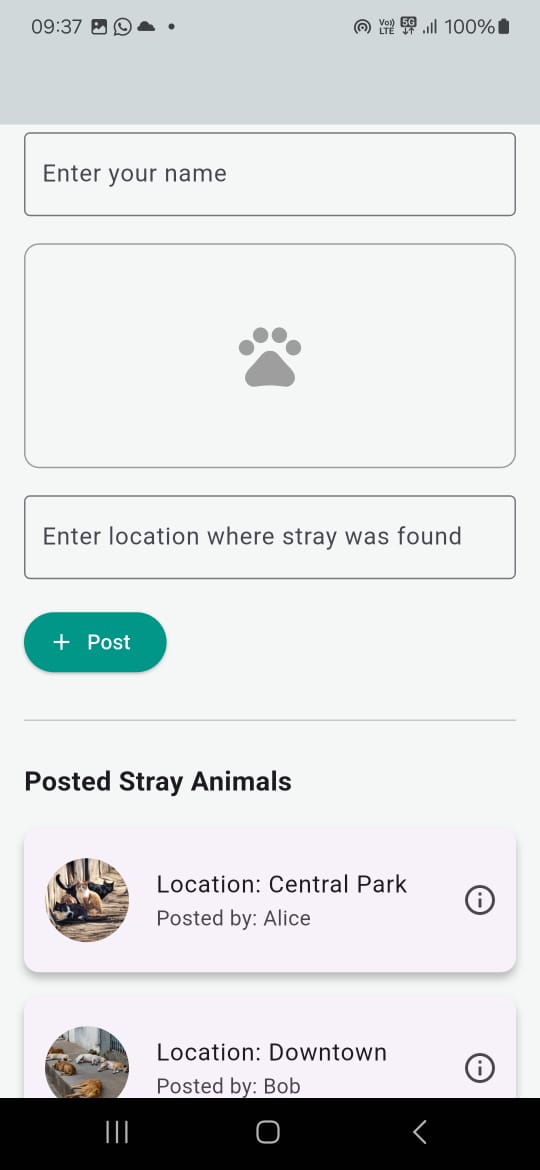 09:37
Vo)) LTE 5G 100%
Enter your name
Enter location where stray was found
+ Post
Posted Stray Animals
Location: Central Park
Posted by: Alice
Location: Downtown
Posted by: Bob